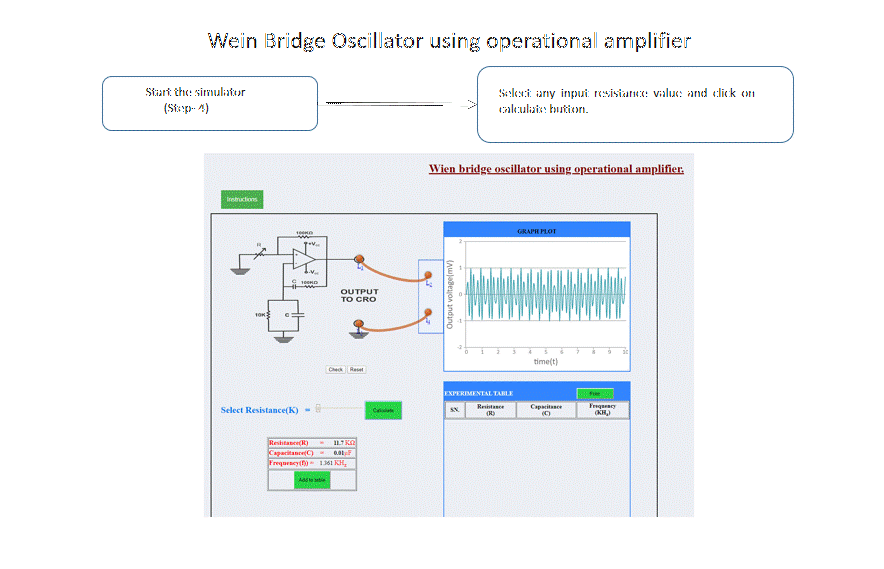 Wein Bridge Oscillator using operational amplifier
Start the simulator
(Step- 4)
Select any input resistance value and click on
calculate button.
Wien bridge oscillator using operational amplifier.
Instructions
100KΩ
+Vcc
R
-Vcc
C 100KΩ
10K
C
OUTPUT
TO CRO
GRAPH PLOT
Output voltage(mV)
2
1
0
-1
-2
0 1 2 3 4 5 6 7 8 9 10
time(t)
Check Reset
Select Resistance(K) =
Calculate
Resistance(R) = 11.7 KΩ
Capacitance(C) = 0.01μF
Frequency(f) = 1.361 KHz
Add to table
EXPERIMENTAL TABLE
Print
SN. Resistance (R) Capacitance (C) Frequency (KHz)